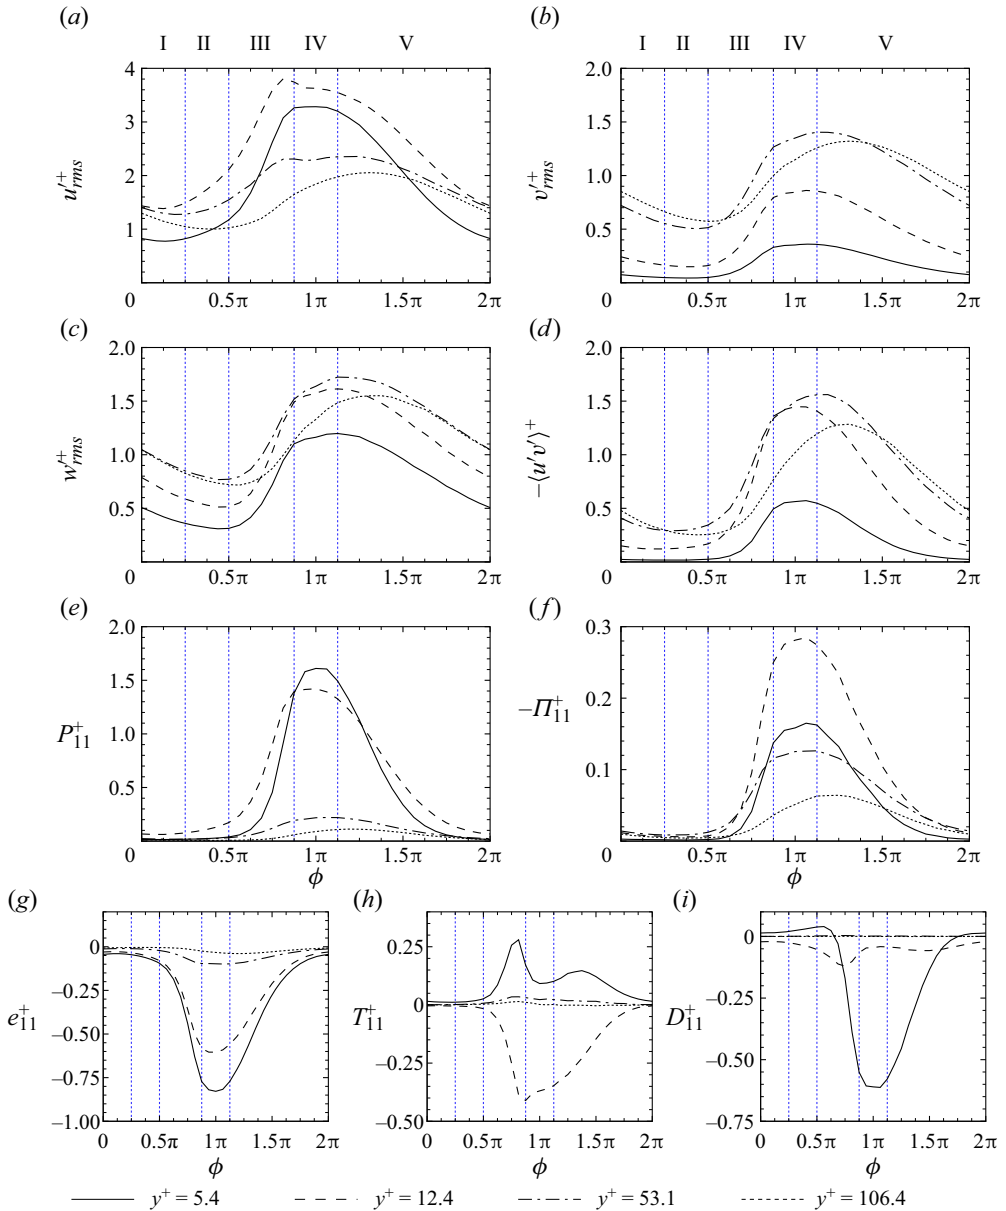 (a) (b)
I II III IV V I II III IV V
4 2.0
3 1.5
u′+rms 2 v′+rms 1.0
1 0.5
0 0.5π 1π 1.5π 2π 0 0.5π 1π 1.5π 2π
(c) (d)
2.0 2.0
1.5 1.5
w′+rms 1.0 −⟨u′v′⟩+ 1.0
0.5 0.5
0 0.5π 1π 1.5π 2π 0 0.5π 1π 1.5π 2π
(e) (f)
2.0 0.3
1.5 0.2
P+11 1.0 −Π+11
0.5 0.1
0 0.5π 1π 1.5π 2π 0 0.5π 1π 1.5π 2π
ϕ ϕ
(g) (h) (i)
0 0.25 0
−0.25 0 −0.25
e+11 −0.50 T+11 D+11
−0.75 −0.25 −0.50
−1.00 −0.50 −0.75
0 0.5π 1π 1.5π 2π 0 0.5π 1π 1.5π 2π 0 0.5π 1π 1.5π 2π
ϕ ϕ ϕ
y+ = 5.4 y+ = 12.4 y+ = 53.1 y+ = 106.4